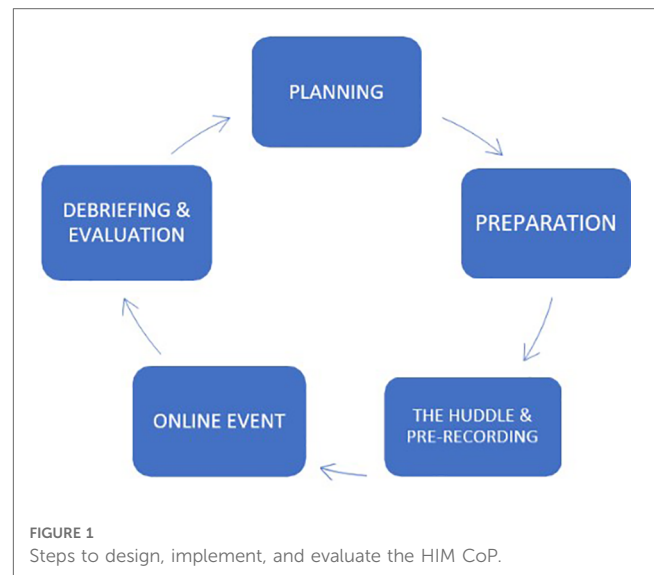 PLANNING
PREPARATION
THE HUDDLE &
PRE-RECORDING
ONLINE EVENT
DEBRIEFING &
EVALUATION
FIGURE 1
Steps to design, implement, and evaluate the HIM CoP.